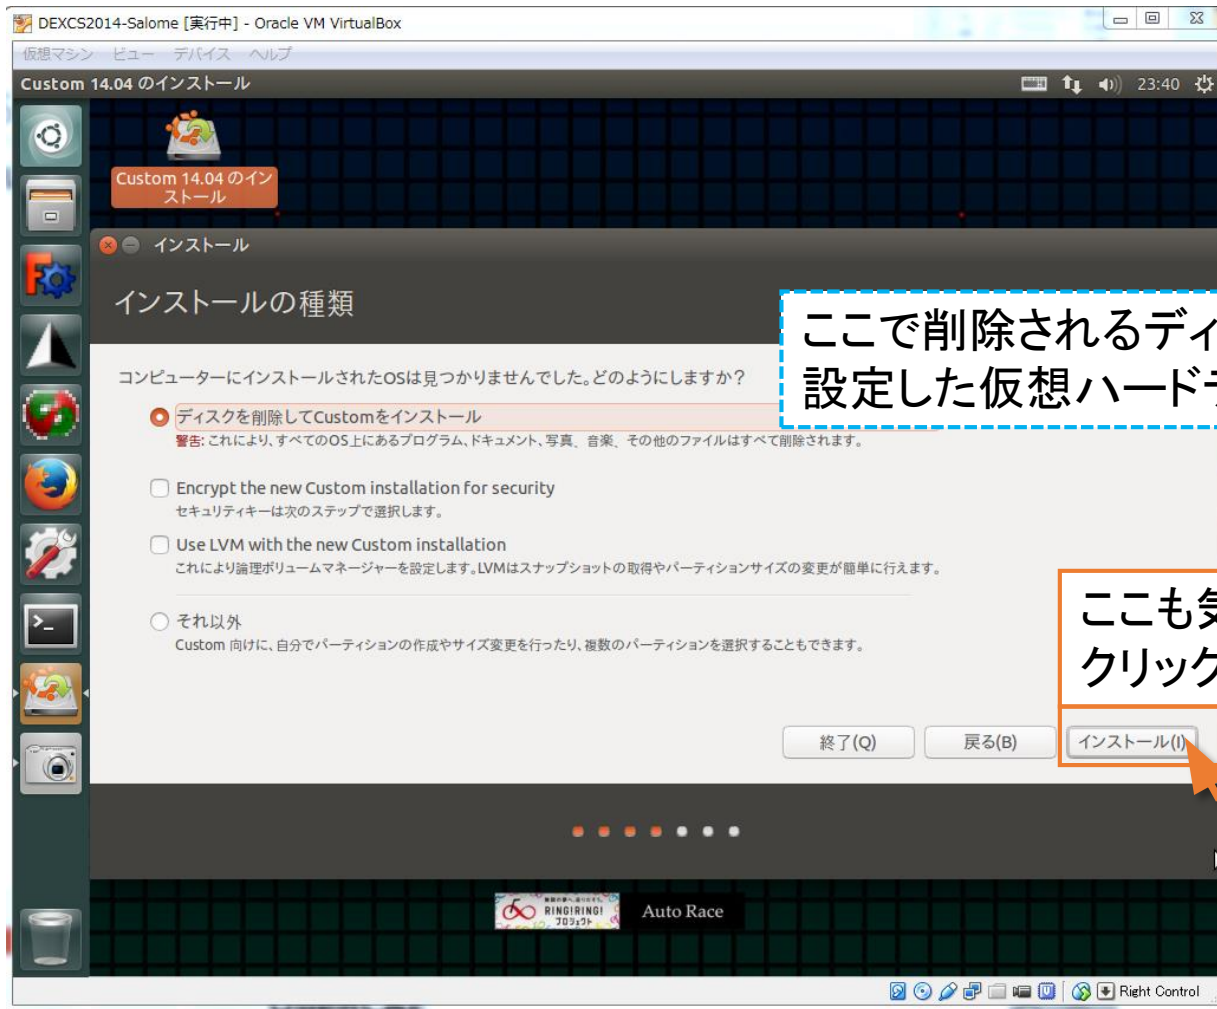 DEXCS2014-Salome [実行中] - Oracle VM VirtualBox
仮想マシン ビュー デバイス ヘルプ
Custom 14.04 のインストール
23:40
Custom 14.04 のイン
ストール
インストール
インストールの種類
ここで削除されるディ
設定した仮想ハード
コンピューターにインストールされたOSは見つかりませんでした。どのようにしますか？
ディスクを削除してCustomをインストール
警告: これにより、すべてのOS上にあるプログラム、ドキュメント、写真、音楽、その他のファイルはすべて削除されます。
Encrypt the new Custom installation for security
セキュリティキーは次のステップで選択します。
Use LVM with the new Custom installation
これにより論理ボリュームマネージャーを設定します。LVMはスナップショットの取得やパーティションサイズの変更が簡単に行えます。
それ以外
Custom 向けに、自分でパーティションの作成やサイズ変更を行ったり、複数のパーティションを選択することもできます。
ここも気
クリック
終了(Q)
戻る(B)
インストール(I)
RING!RING!
プロジェクト
Auto Race
Right Control